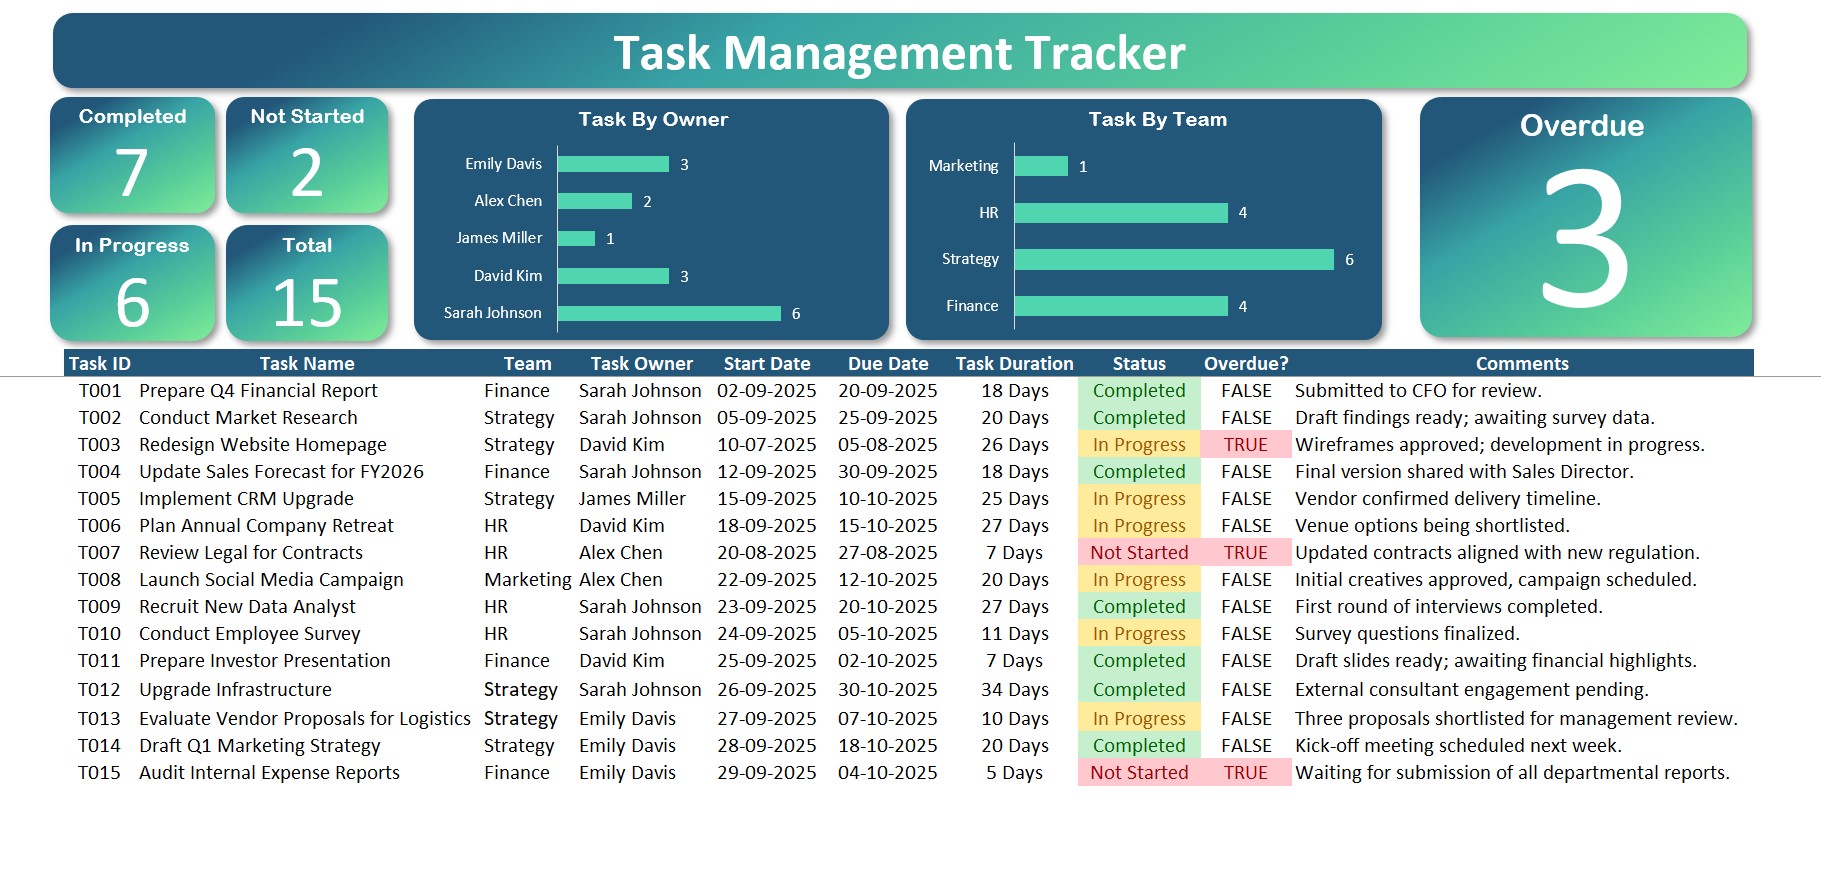 Task Management Tracker
Completed
7
Not Started
2
In Progress
6
Total
15
Task By Owner
Emily Davis 3
Alex Chen 2
James Miller 1
David Kim 3
Sarah Johnson 6
Task By Team
Marketing 1
HR 4
Strategy 6
Finance 4
Overdue
3
Task ID Task Name Team Task Owner Start Date Due Date Task Duration Status Overdue? Comments
T001 Prepare Q4 Financial Report Finance Sarah Johnson 02-09-2025 20-09-2025 18 Days Completed FALSE Submitted to CFO for review.
T002 Conduct Market Research Strategy Sarah Johnson 05-09-2025 25-09-2025 20 Days Completed FALSE Draft findings ready; awaiting survey data.
T003 Redesign Website Homepage Strategy David Kim 10-07-2025 05-08-2025 26 Days In Progress TRUE Wireframes approved; development in progress.
T004 Update Sales Forecast for FY2026 Finance Sarah Johnson 12-09-2025 30-09-2025 18 Days Completed FALSE Final version shared with Sales Director.
T005 Implement CRM Upgrade Strategy James Miller 15-09-2025 10-10-2025 25 Days In Progress FALSE Vendor confirmed delivery timeline.
T006 Plan Annual Company Retreat HR David Kim 18-09-2025 15-10-2025 27 Days In Progress FALSE Venue options being shortlisted.
T007 Review Legal for Contracts HR Alex Chen 20-08-2025 27-08-2025 7 Days Not Started TRUE Updated contracts aligned with new regulation.
T008 Launch Social Media Campaign Marketing Alex Chen 22-09-2025 12-10-2025 20 Days In Progress FALSE Initial creatives approved, campaign scheduled.
T009 Recruit New Data Analyst HR Sarah Johnson 23-09-2025 20-10-2025 27 Days Completed FALSE First round of interviews completed.
T010 Conduct Employee Survey HR Sarah Johnson 24-09-2025 05-10-2025 11 Days In Progress FALSE Survey questions finalized.
T011 Prepare Investor Presentation Finance David Kim 25-09-2025 02-10-2025 7 Days Completed FALSE Draft slides ready; awaiting financial highlights.
T012 Upgrade Infrastructure Strategy Sarah Johnson 26-09-2025 30-10-2025 34 Days Completed FALSE External consultant engagement pending.
T013 Evaluate Vendor Proposals for Logistics Strategy Emily Davis 27-09-2025 07-10-2025 10 Days In Progress FALSE Three proposals shortlisted for management review.
T014 Draft Q1 Marketing Strategy Strategy Emily Davis 28-09-2025 18-10-2025 20 Days Completed FALSE Kick-off meeting scheduled next week.
T015 Audit Internal Expense Reports Finance Emily Davis 29-09-2025 04-10-2025 5 Days Not Started TRUE Waiting for submission of all departmental reports.